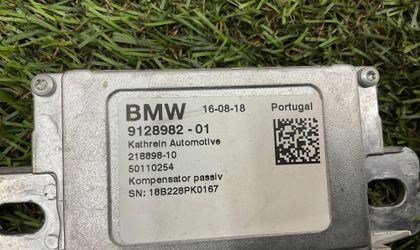 BMW 16-08-18 Portugal
9128982-01
Kathrein Automotive
218898-10
50110254
Kompensator passiv
SN: 18B228PK0167